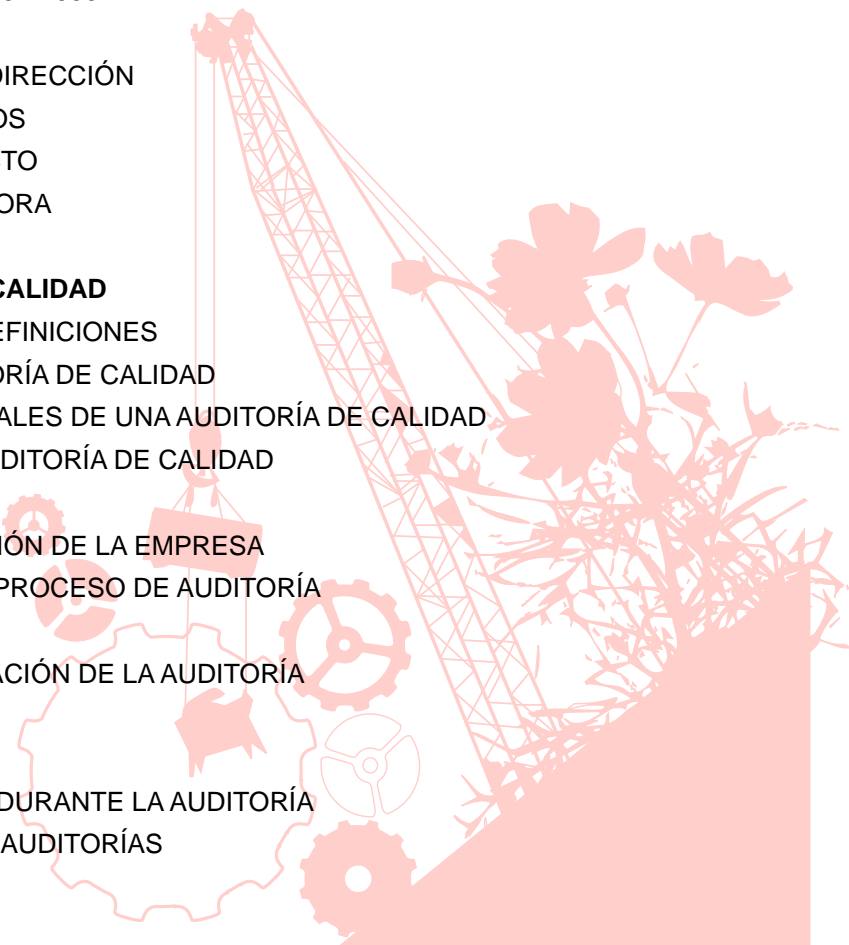 DIRECCIÓN
OS
CTO
ORA
CALIDAD
EFINICIONES
ORÍA DE CALIDAD
ALES DE UNA AUDITORÍA DE CALIDAD
DITORÍA DE CALIDAD
IÓN DE LA EMPRESA
PROCESO DE AUDITORÍA
ACIÓN DE LA AUDITORÍA
DURANTE LA AUDITORÍA
AUDITORÍAS